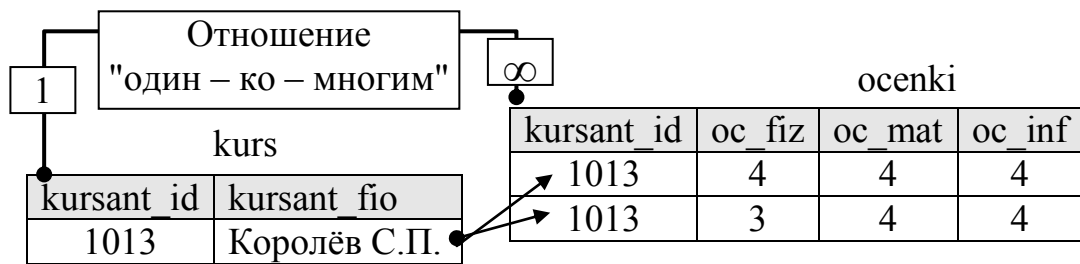 Отношение
"один – ко – многим"
1
∞
ocenki
kursant_id oc_fiz oc_mat oc_inf
1013 4 4 4
1013 3 4 4
kurs
kursant_id kursant_fio
1013 Королёв С.П.